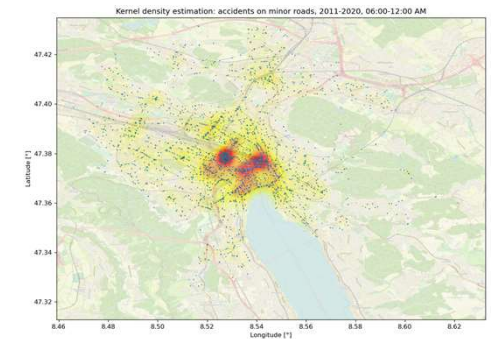 Kernel density estimation: accidents on minor roads, 2011-2020, 06:00-12:00 AM
Latitude [°]
47.42
47.40
47.38
47.36
47.34
47.32
8.46 8.48 8.50 8.52 8.54 8.56 8.58 8.60 8.62
Longitude [°]